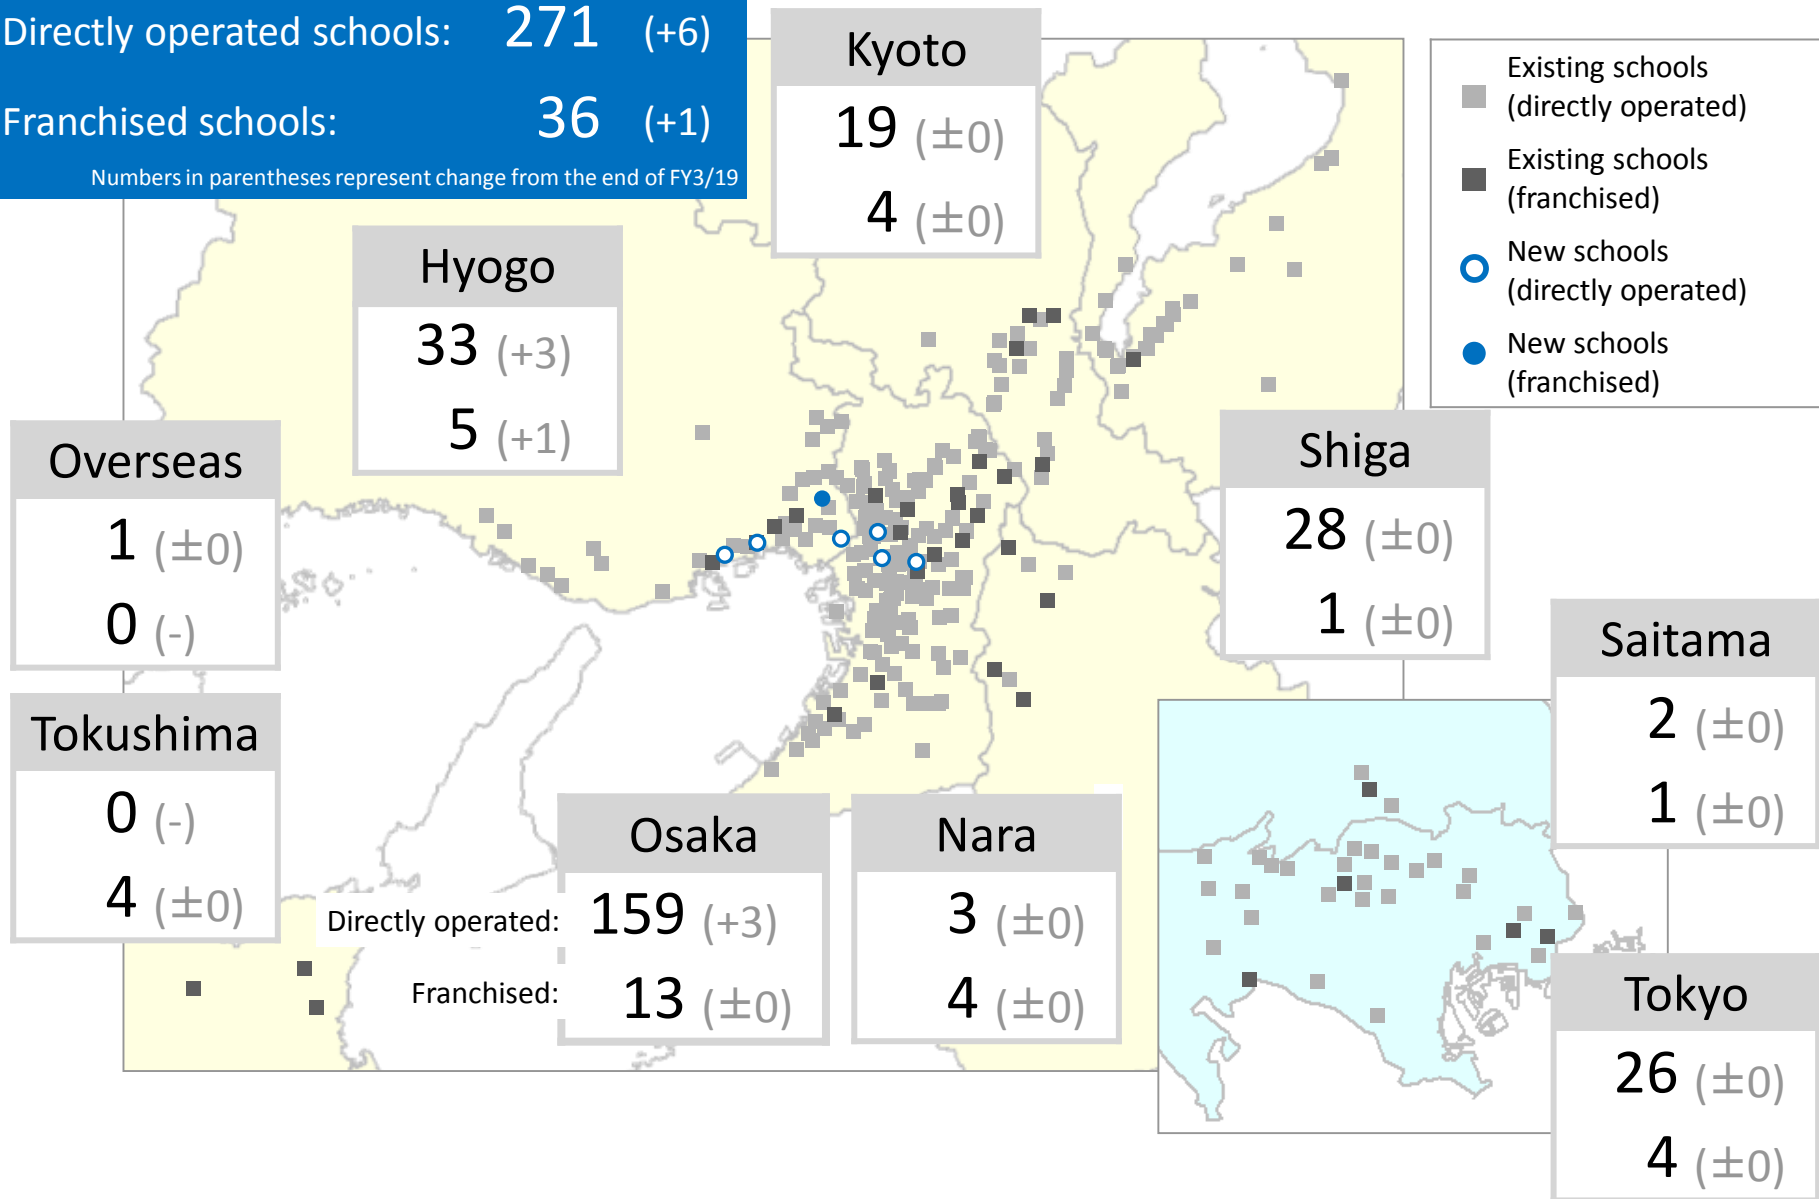 Directly operated schools: 271 (+6)
Franchised schools: 36 (+1)
Numbers in parentheses represent change from the end of FY3/19
Kyoto
19 (±0)
4 (±0)
Existing schools
(directly operated)
Existing schools
(franchised)
New schools
(directly operated)
New schools
(franchised)
Hyogo
33 (+3)
5 (+1)
Overseas
1 (±0)
0 (-)
Shiga
28 (±0)
1 (±0)
Tokushima
0 (-)
4 (±0)
Saitama
2 (±0)
1 (±0)
Osaka
Directly operated: 159 (+3)
Franchised: 13 (±0)
Nara
3 (±0)
4 (±0)
Tokyo
26 (±0)
4 (±0)